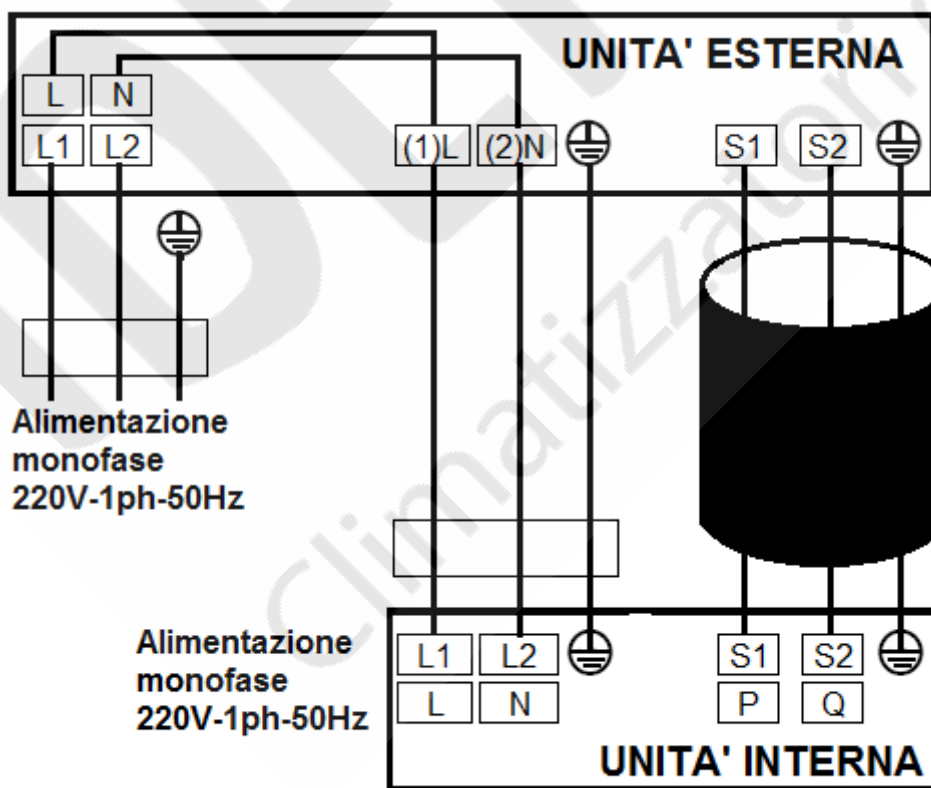 UNITA' ESTERNA
L N
L1 L2 (1)L (2)N S1 S2
Alimentazione
monofase
220V-1ph-50Hz
Alimentazione
monofase
220V-1ph-50Hz
L1 L2 S1 S2
L N P Q
UNITA' INTERNA
climatizzatori